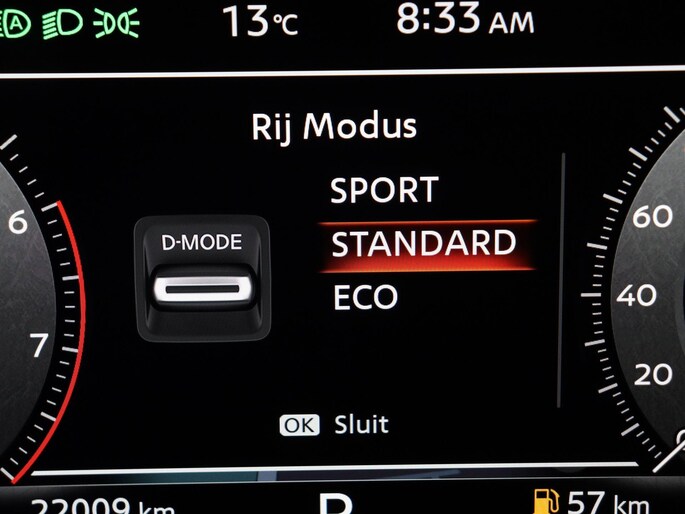 A
13°C
8:33 AM
Rij Modus
D-MODE
SPORT
STANDARD
ECO
OK Sluit
6
7
60
40
20
0
22009 km
P
57 km